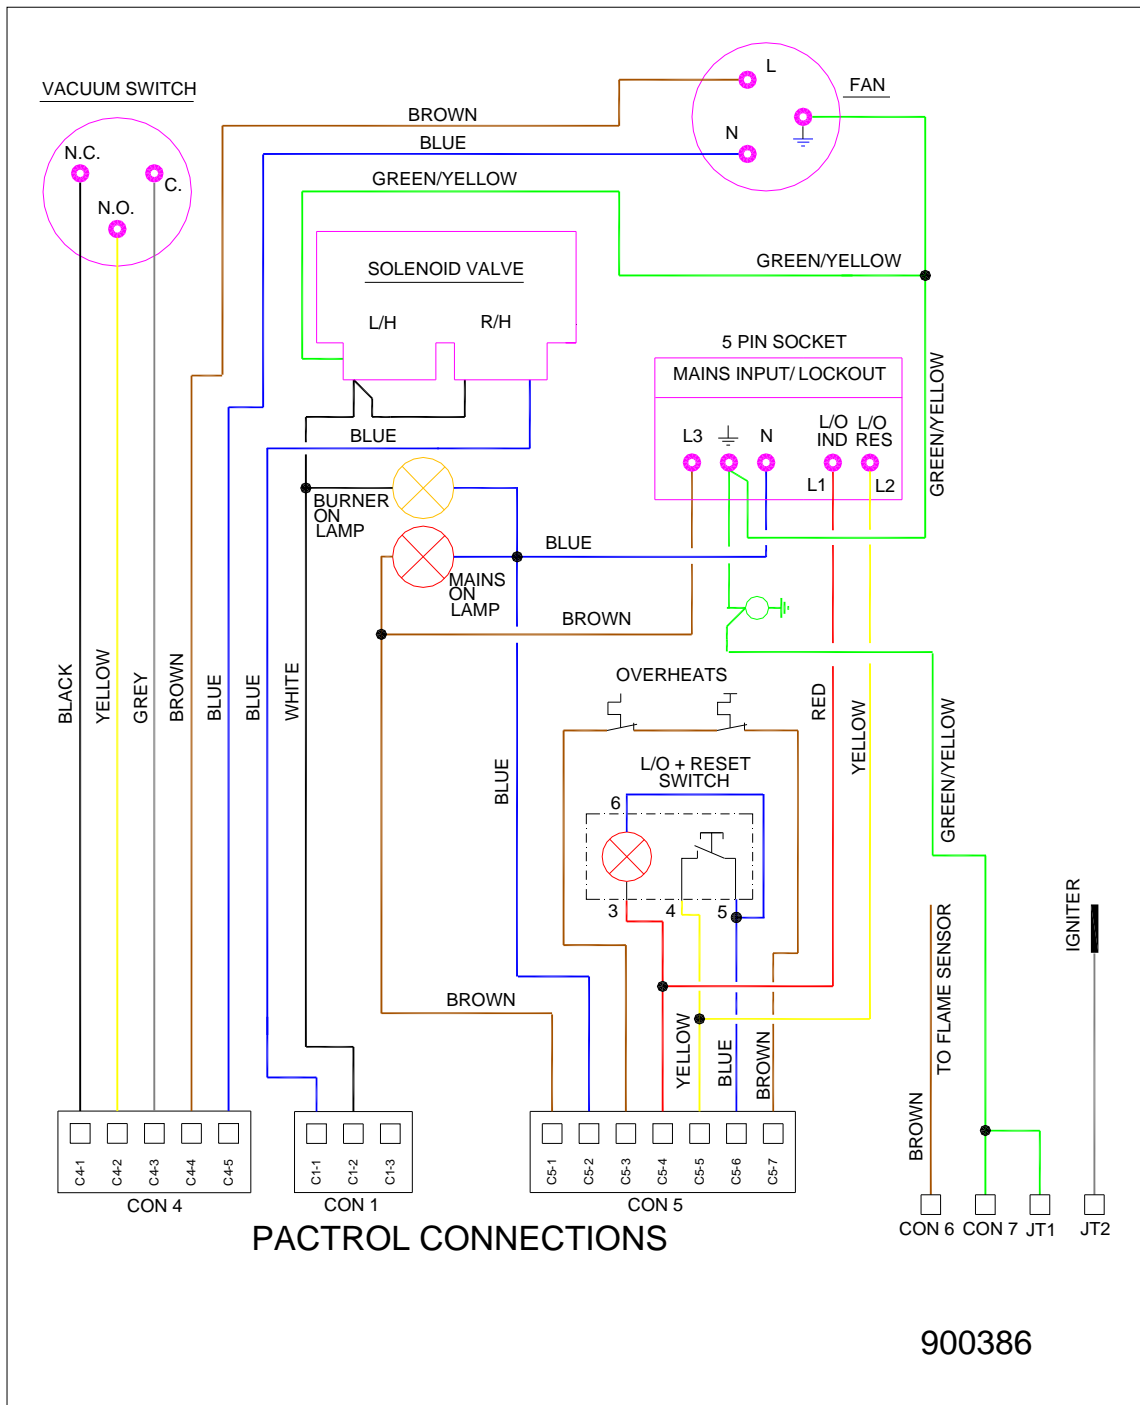 VACUUM SWITCH
N.C.
C.
N.O.
L
FAN
N
BROWN
BLUE
GREEN/YELLOW
GREEN/YELLOW
SOLENOID VALVE
L/H
R/H
5 PIN SOCKET
MAINS INPUT/ LOCKOUT
L3
N
L/O
IND
L/O
RES
L1
L2
GREEN/YELLOW
BLUE
BURNER
ON
LAMP
BLUE
MAINS
ON
LAMP
BROWN
BLACK
YELLOW
GREY
BROWN
BLUE
BLUE
WHITE
OVERHEATS
RED
YELLOW
GREEN/YELLOW
BLUE
L/O + RESET
SWITCH
6
3
4
5
BROWN
YELLOW
BLUE
BROWN
TO FLAME SENSOR
BROWN
IGNITER
C4-1
C4-2
C4-3
C4-4
C4-5
C1-1
C1-2
C1-3
C5-1
C5-2
C5-3
C5-4
C5-5
C5-6
C5-7
CON 4
CON 1
CON 5
CON 6
CON 7
JT1
JT2
PACTROL CONNECTIONS
900386